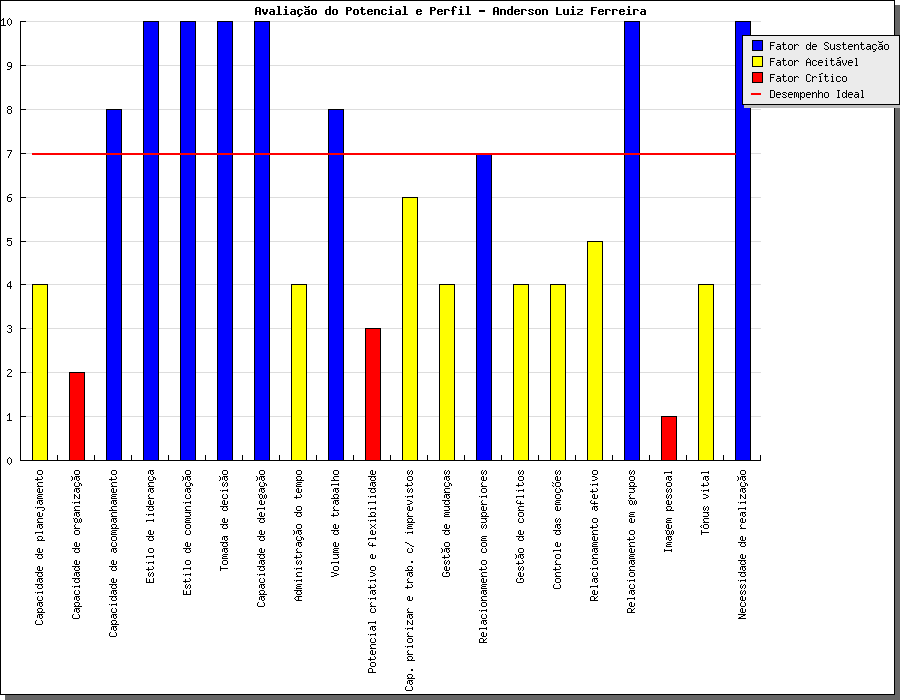 Avaliação do Potencial e Perfil - Anderson Luiz Ferreira
10
9
8
7
6
5
4
3
2
1
0
Fator de Sustentação
Fator Aceitável
Fator Crítico
Desempenho Ideal
Capacidade de planejamento
Capacidade de organização
Capacidade de acompanhamento
Estilo de liderança
Estilo de comunicação
Tomada de decisão
Capacidade de delegação
Administração do tempo
Volume de trabalho
Potencial criativo e flexibilidade
Cap. priorizar e trab. c/ imprevistos
Gestão de mudanças
Relacionamento com superiores
Gestão de conflitos
Controle das emoções
Relacionamento afetivo
Relacionamento em grupos
Imagem pessoal
Tônus vital
Necessidade de realização